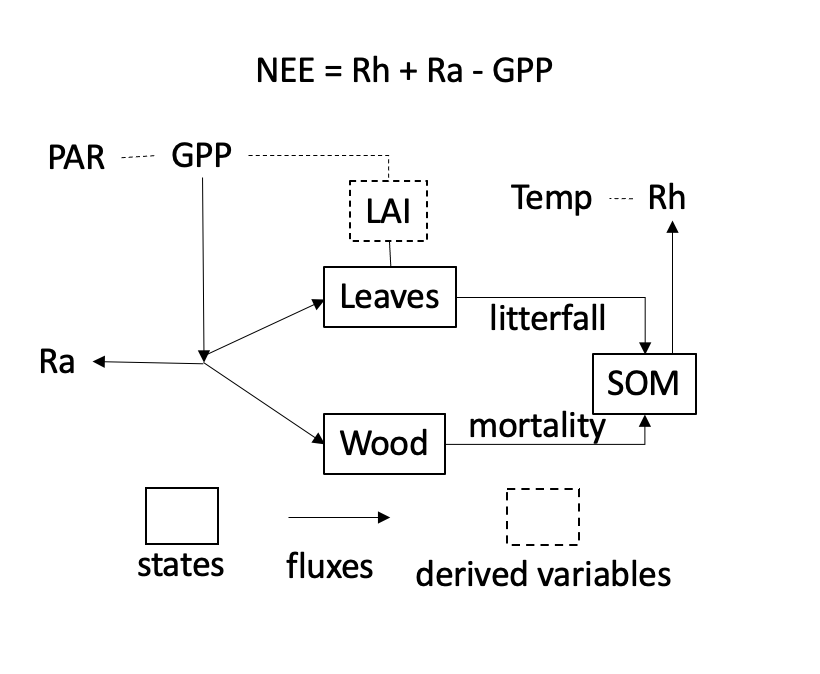 NEE = Rh + Ra - GPP
PAR
GPP
LAI
Temp
Rh
Leaves
litterfall
Ra
SOM
Wood
mortality
states
fluxes
derived variables